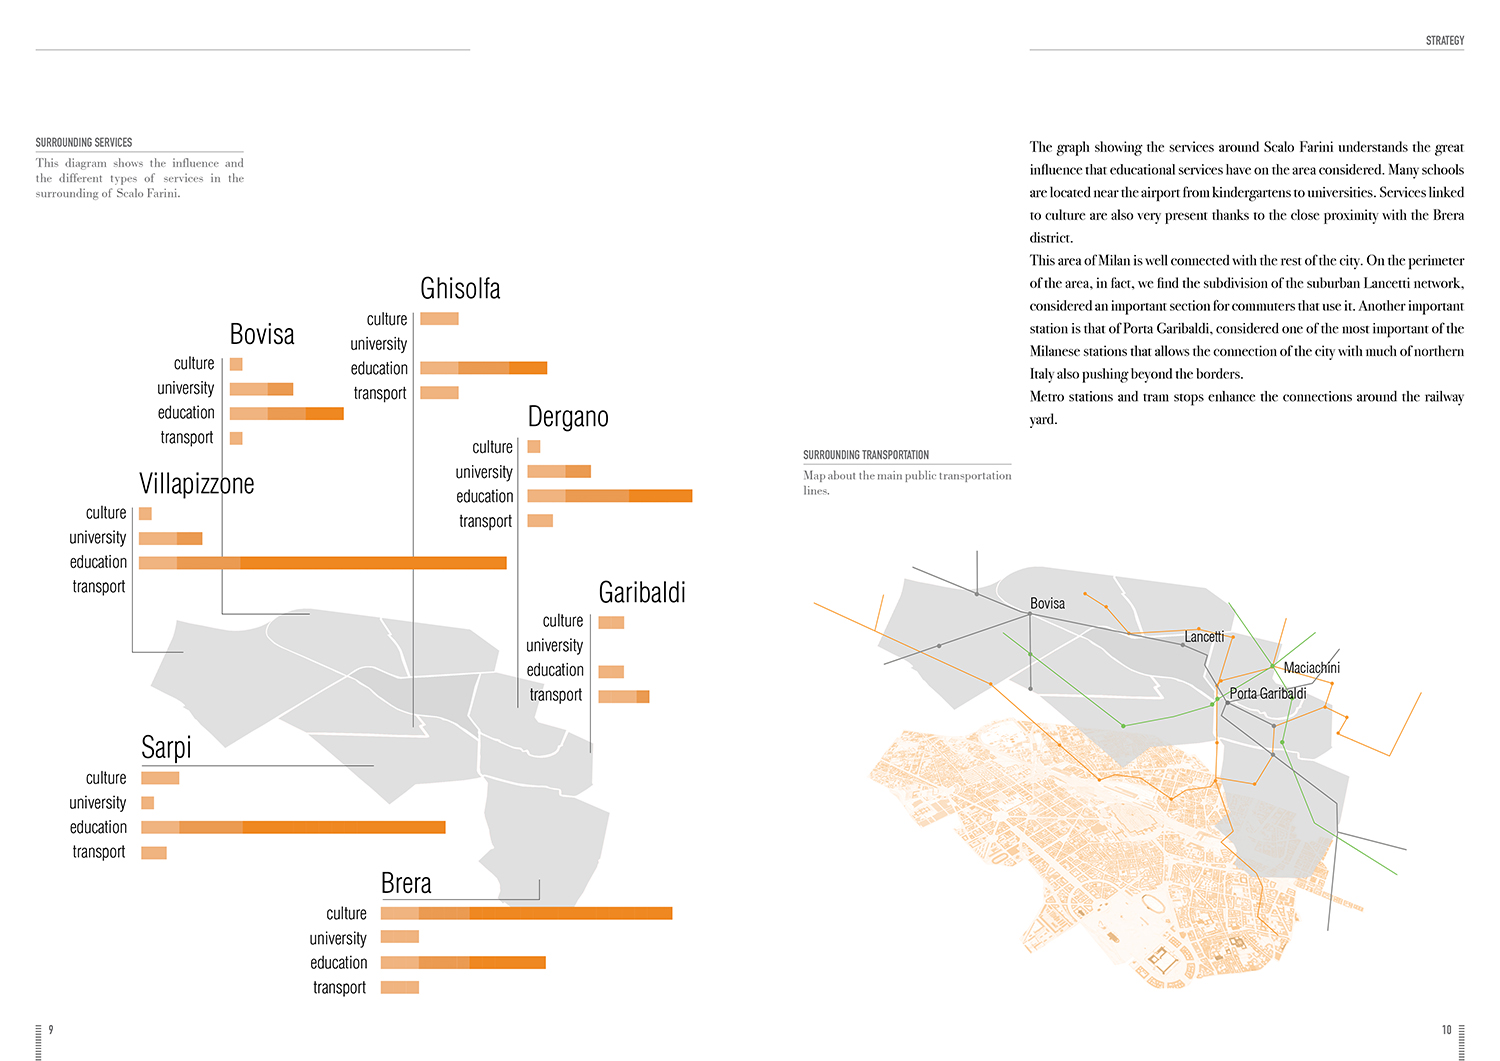 STRATEGY
SURROUNDING SERVICES
This diagram shows the influence and
the different types of services in the
surrounding of Scalo Farini.
The graph showing the services around Scalo Farini understands the great
influence that educational services have on the area considered. Many schools
are located near the airport from kindergartens to universities. Services linked
to culture are also very present thanks to the close proximity with the Brera
district.
This area of Milan is well connected with the rest of the city. On the perimeter
of the area, in fact, we find the subdivision of the suburban Lancetti network,
considered an important section for commuters that use it. Another important
station is that of Porta Garibaldi, considered one of the most important of the
Milanese stations that allows the connection of the city with much of northern
Italy also pushing beyond the borders.
Metro stations and tram stops enhance the connections around the railway
yard.
Ghisolfa
culture
university
education
transport
Bovisa
culture
university
education
transport
Dergano
culture
university
education
transport
Villapizzone
culture
university
education
transport
Garibaldi
culture
university
education
transport
Sarpi
culture
university
education
transport
Brera
culture
university
education
transport
SURROUNDING TRANSPORTATION
Map about the main public transportation
lines.
Bovisa
Lancetti
Maciachini
Porta Garibaldi
9
10